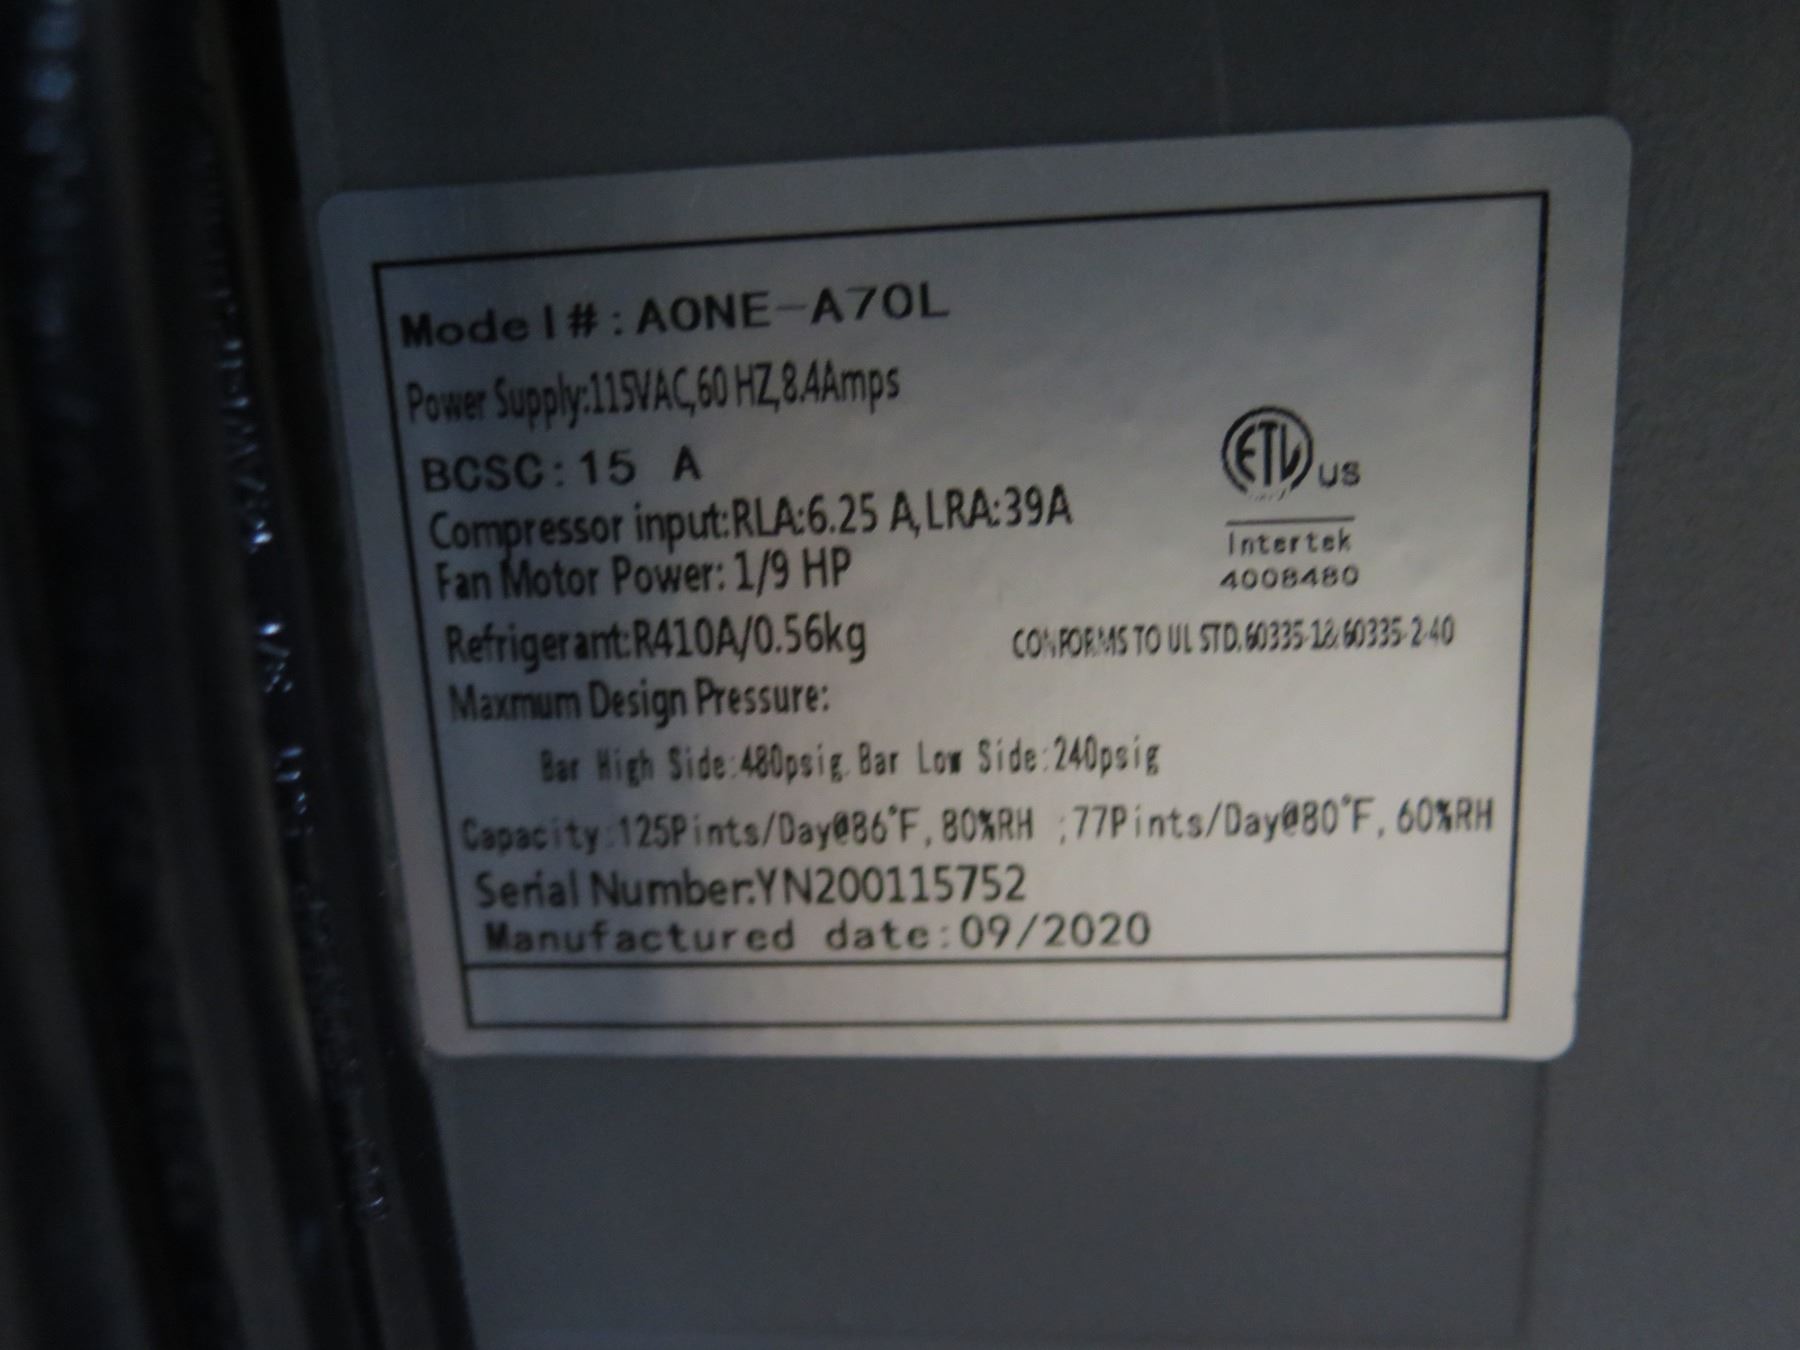 Model#:AONE-A70L
Power Supply:115VAC,60 HZ,8.4Amps
BCSC:15 A
Compressor input:RLA:6.25 A,LRA:39A
Fan Motor Power: 1/9 HP
Refrigerant:R410A/0.56kg
Maxmum Design Pressure:
Bar High Side:480psig.Bar Low Side:240psig
Capacity:125Pints/Day@86°F,80%RH ;77Pints/Day@80°F,60%RH
Serial Number:YN200115752
Manufactured date:09/2020
ETL US
Intertek
4008480
CONFORMS TO UL STD.60335-1&60335-2-40